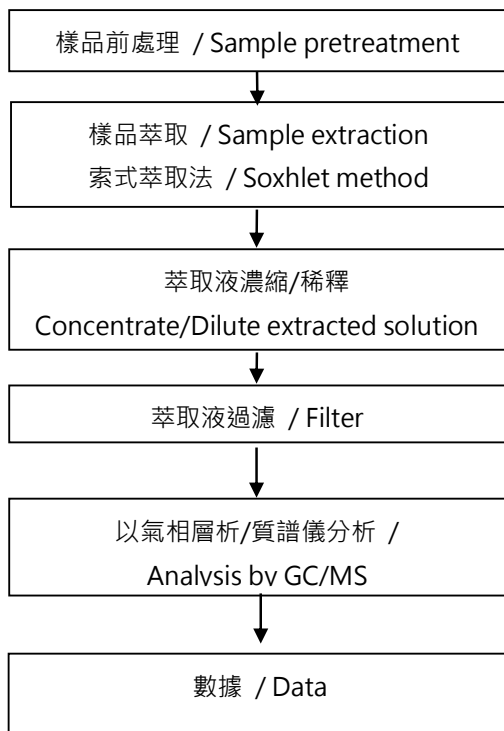 樣品前處理 / Sample pretreatment
樣品萃取 / Sample extraction
索式萃取法 / Soxhlet method
萃取液濃縮/稀釋
Concentrate/Dilute extracted solution
萃取液過濾 / Filter
以氣相層析/質譜儀分析 /
Analysis by GC/MS
數據 / Data